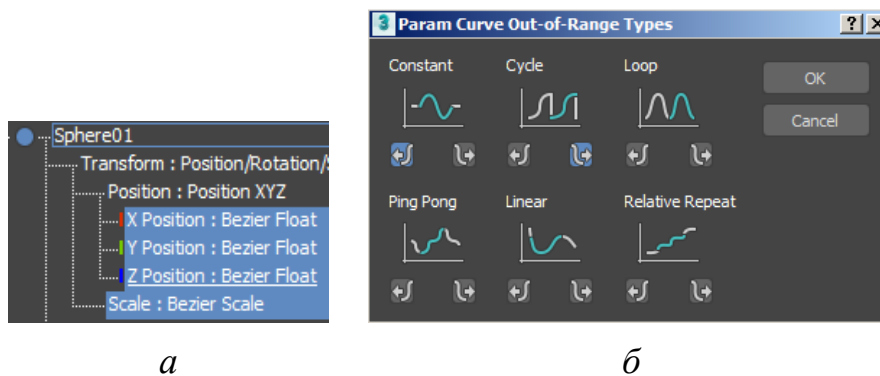 Sphere01
Transform : Position/Rotation/
Position : Position XYZ
X Position : Bezier Float
Y Position : Bezier Float
Z Position : Bezier Float
Scale : Bezier Scale
а
3 Param Curve Out-of-Range Types ? X
Constant Cycle Loop OK
Cancel
Ping Pong Linear Relative Repeat
б